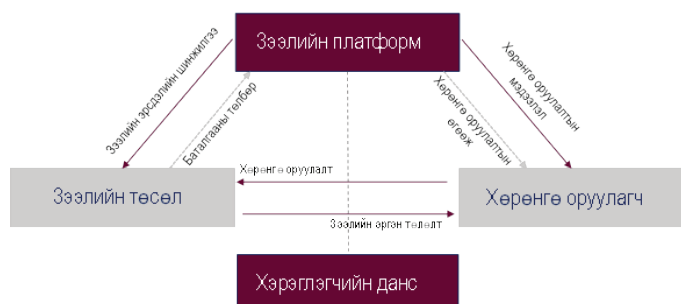 Зээлийн платформ
Зээлийн эрсдэлийн шинжилгээ
Баталгааны төлбөр
Хөрөнгө оруулалтын
өгөөж
Хөрөнгө оруулалтын
мэдээлэл
Зээлийн төсөл
Хөрөнгө оруулалт
Зээлийн эргэн төлөлт
Хөрөнгө оруулагч
Хэрэглэгчийн данс